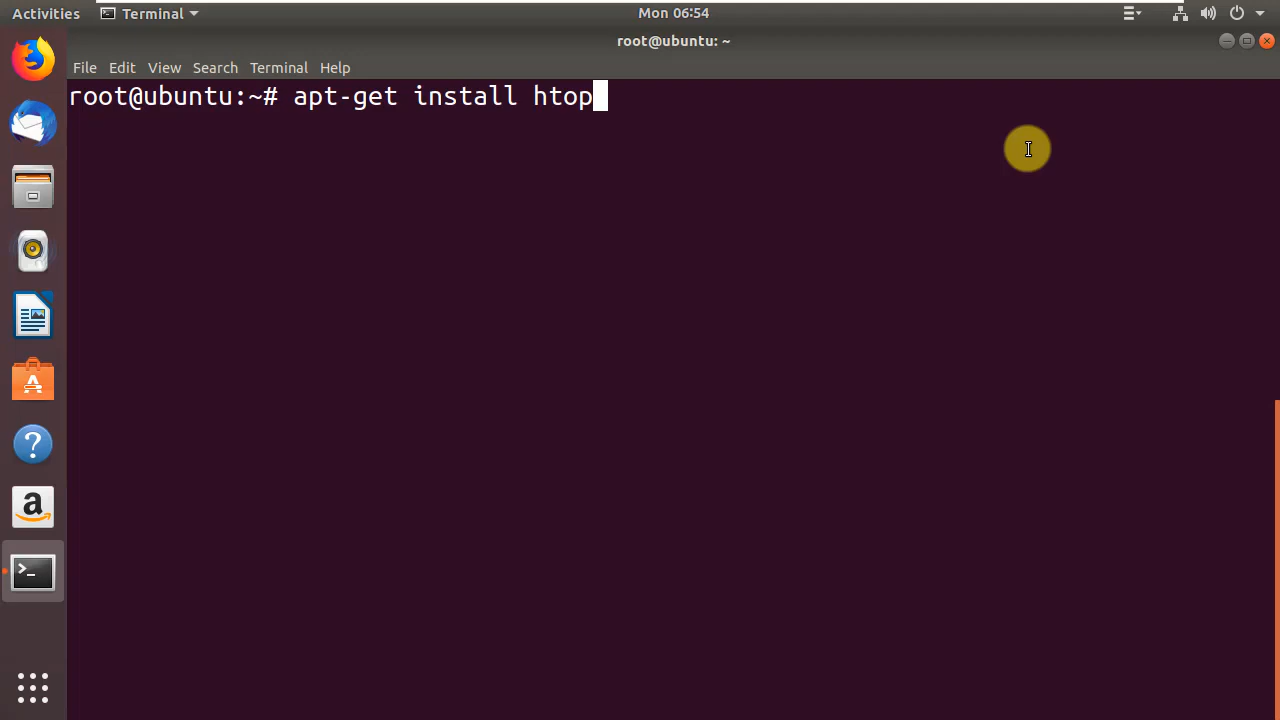 Activities Terminal Mon 06:54
root@ubuntu: ~
File Edit View Search Terminal Help
root@ubuntu:~# apt-get install htop